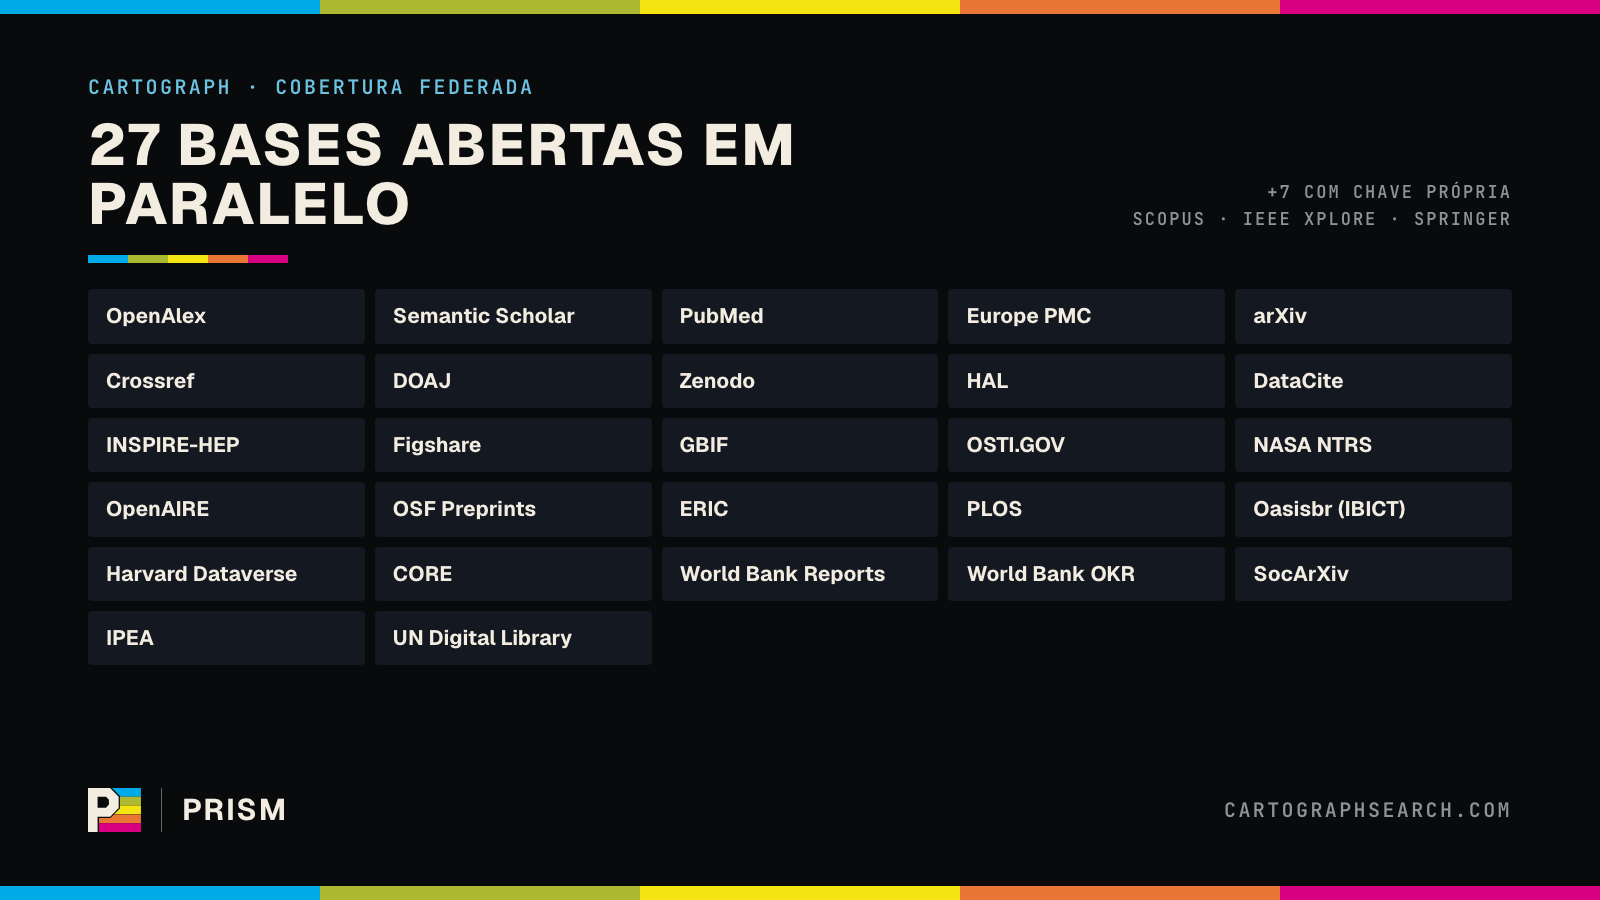 CARTOGRAPH · COBERTURA FEDERADA
27 BASES ABERTAS EM
PARALELO
+7 COM CHAVE PRÓPRIA
SCOPUS · IEEE XPLORE · SPRINGER
OpenAlex
Semantic Scholar
PubMed
Europe PMC
arXiv
Crossref
DOAJ
Zenodo
HAL
DataCite
INSPIRE-HEP
Figshare
GBIF
OSTI.GOV
NASA NTRS
OpenAIRE
OSF Preprints
ERIC
PLOS
Oasisbr (IBICT)
Harvard Dataverse
CORE
World Bank Reports
World Bank OKR
SocArXiv
IPEA
UN Digital Library
P
PRISM
CARTOGRAPHSEARCH.COM